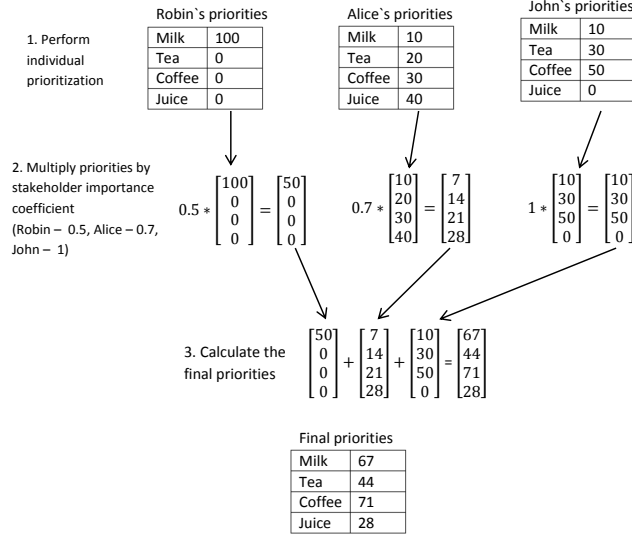 Robin`s priorities
Alice`s priorities
John`s priorities
1. Perform
individual
prioritization
Milk 100
Tea 0
Coffee 0
Juice 0
Milk 10
Tea 20
Coffee 30
Juice 40
Milk 10
Tea 30
Coffee 50
Juice 0
2. Multiply priorities by
stakeholder importance
coefficient
(Robin – 0.5, Alice – 0.7,
John – 1)
0.5 * [100 0 0 0] = [50 0 0 0]
0.7 * [10 20 30 40] = [7 14 21 28]
1 * [10 30 50 0] = [10 30 50 0]
3. Calculate the
final priorities
[50 0 0 0] + [7 14 21 28] + [10 30 50 0] = [67 44 71 28]
Final priorities
Milk 67
Tea 44
Coffee 71
Juice 28